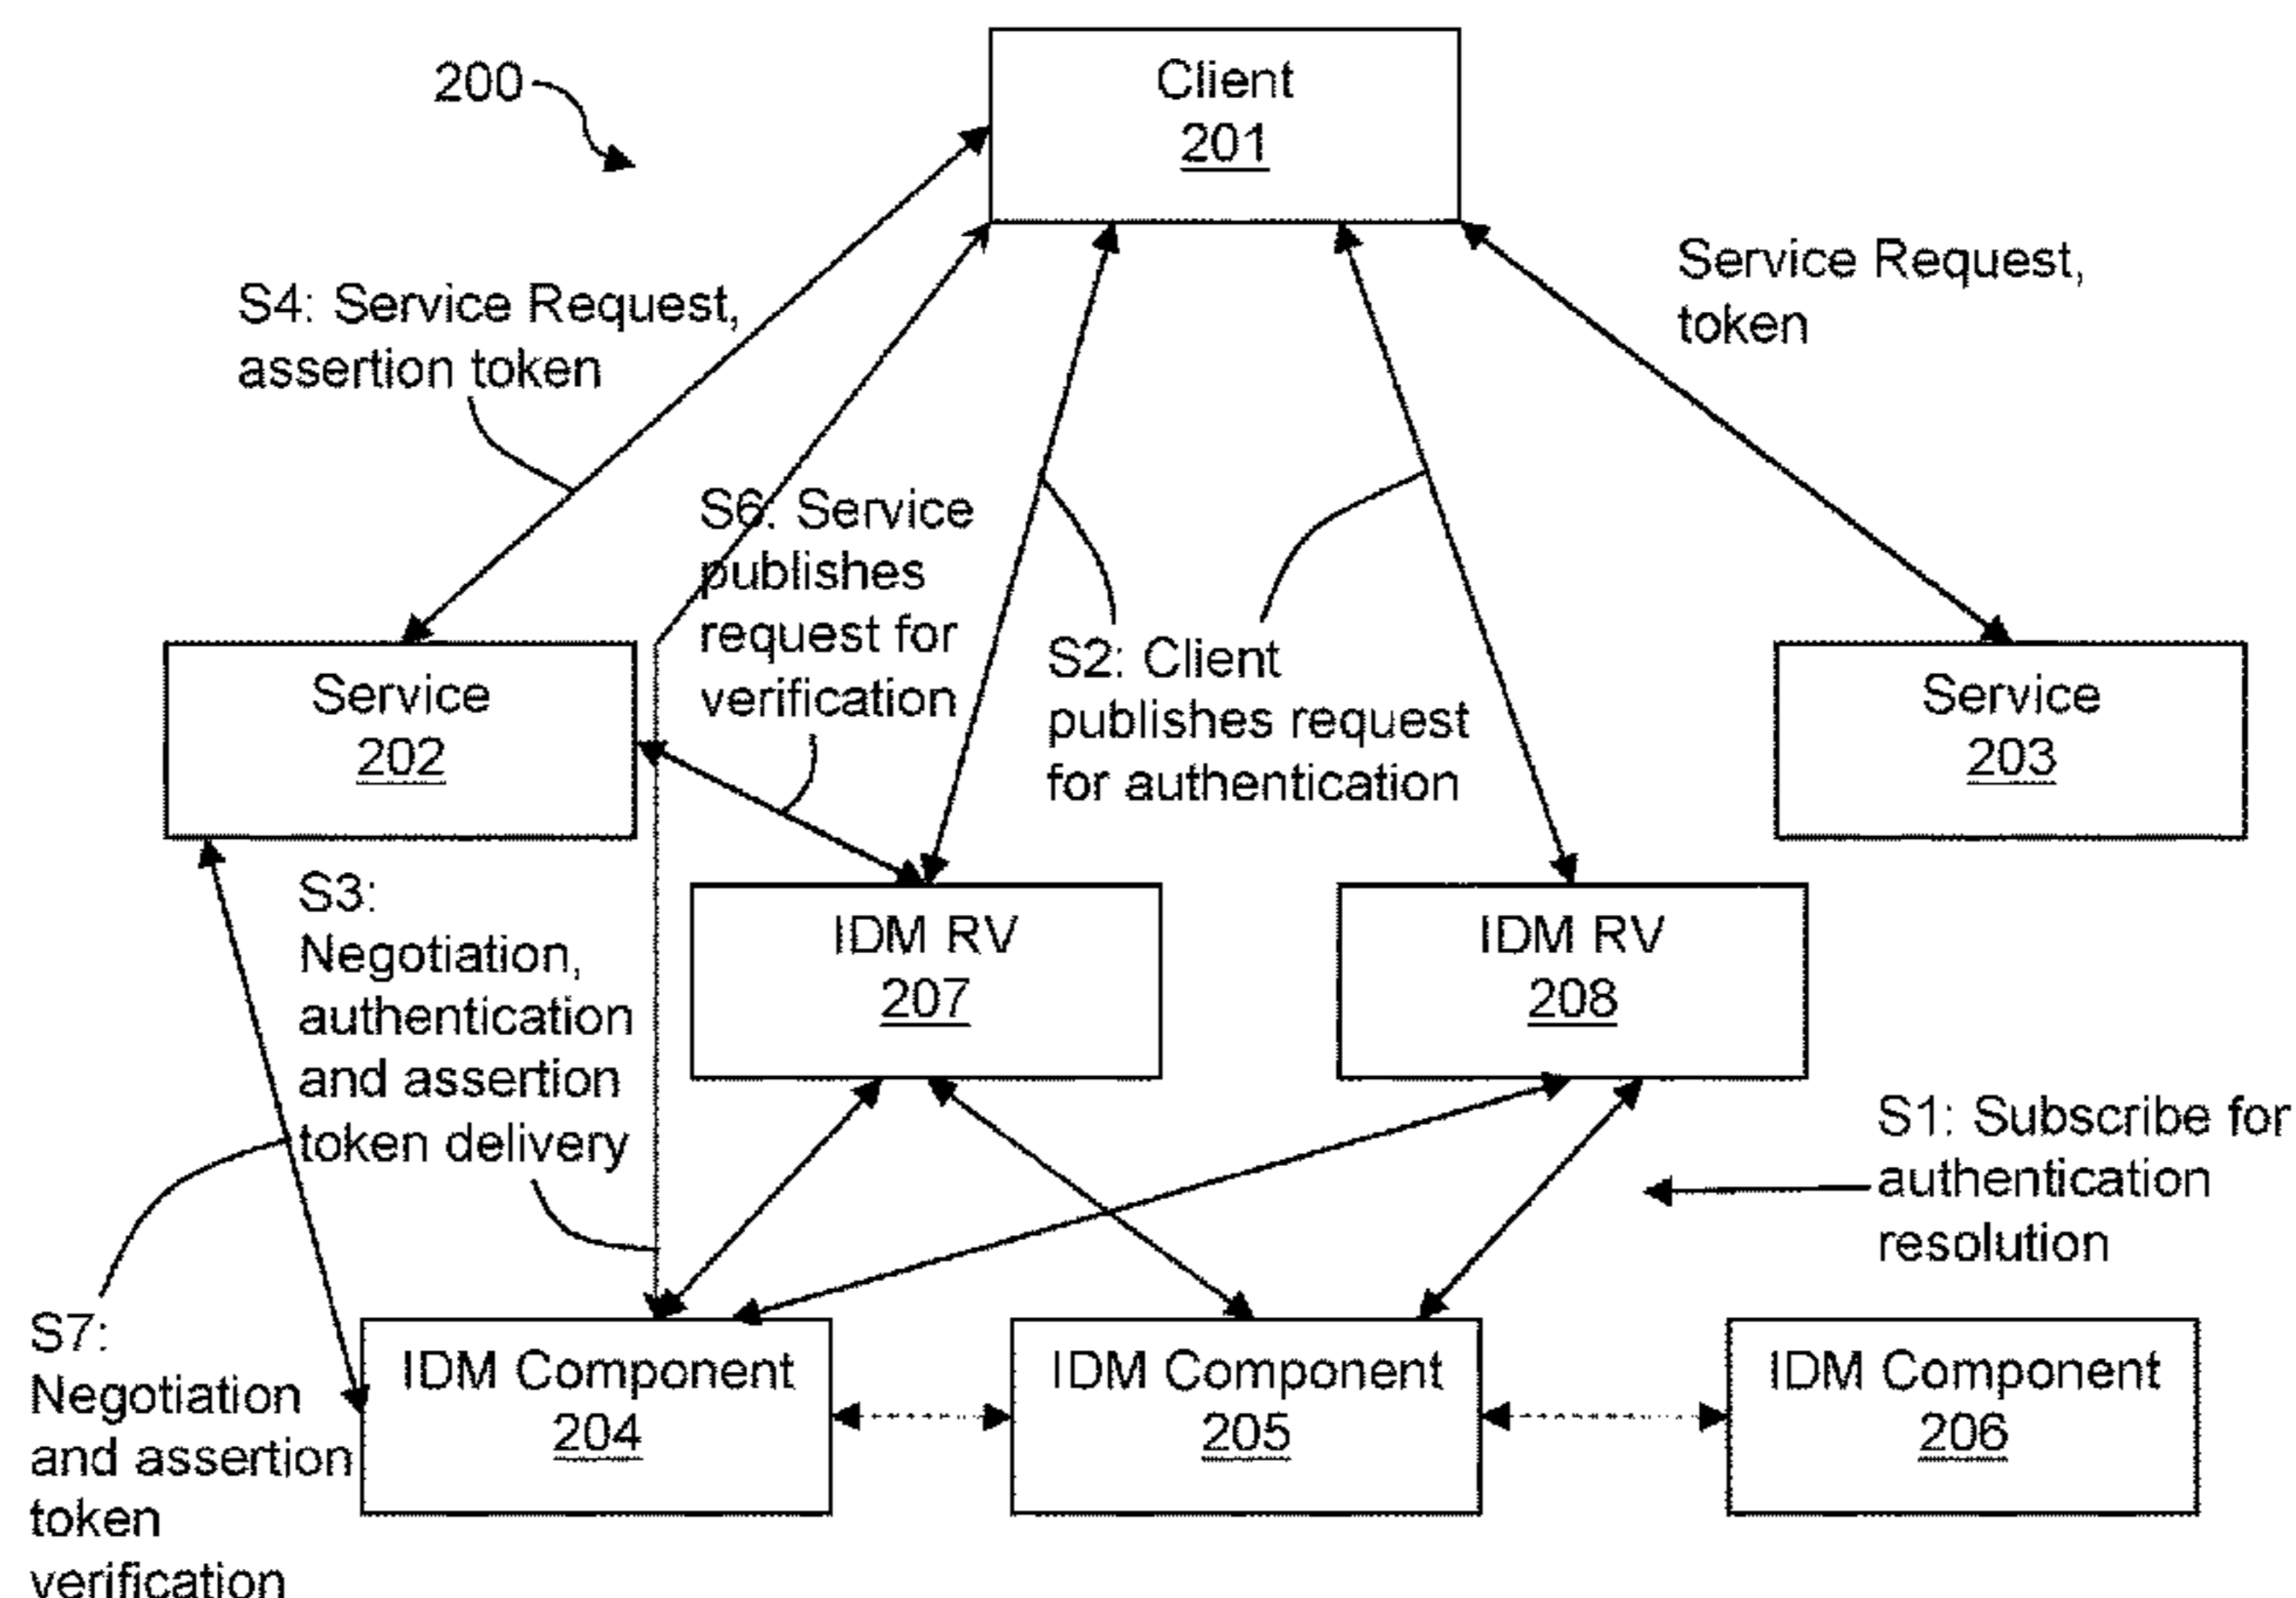 200
Client
201
S4: Service Request,
assertion token
Service Request,
token
S6: Service
publishes
request for
verification
S2: Client
publishes request
for authentication
Service
202
Service
203
S3:
Negotiation,
authentication
and assertion
token delivery
IDM RV
207
IDM RV
208
S1: Subscribe for
authentication
resolution
S7:
Negotiation
and assertion
token
verification
IDM Component
204
IDM Component
205
IDM Component
206